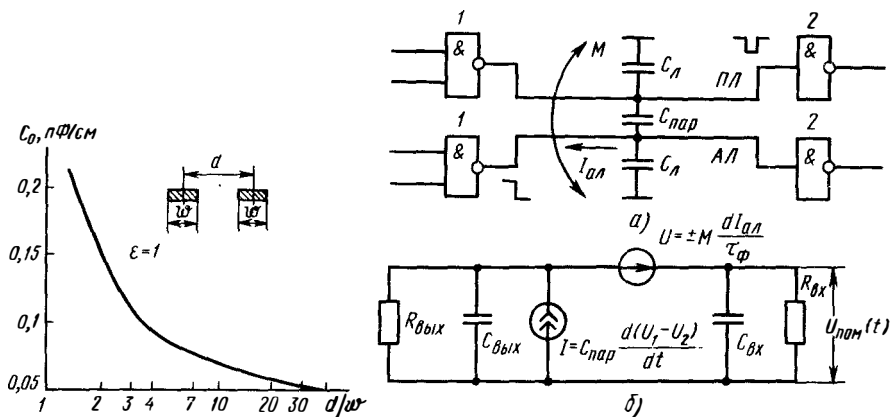 C₀, пФ/см
0,2
0,15
0,1
0,05
1 2 3 4 7 10 20 30 d/w
d
w w
ε=1
1 2
& &
M Cл ПЛ
Cпар
1 2
& &
Iал Cл АЛ
а)
U=±M dIал/τф
Rвых Cвых I=Cпар d(U₁−U₂)/dt Cвх Rвх Uпом(t)
б)